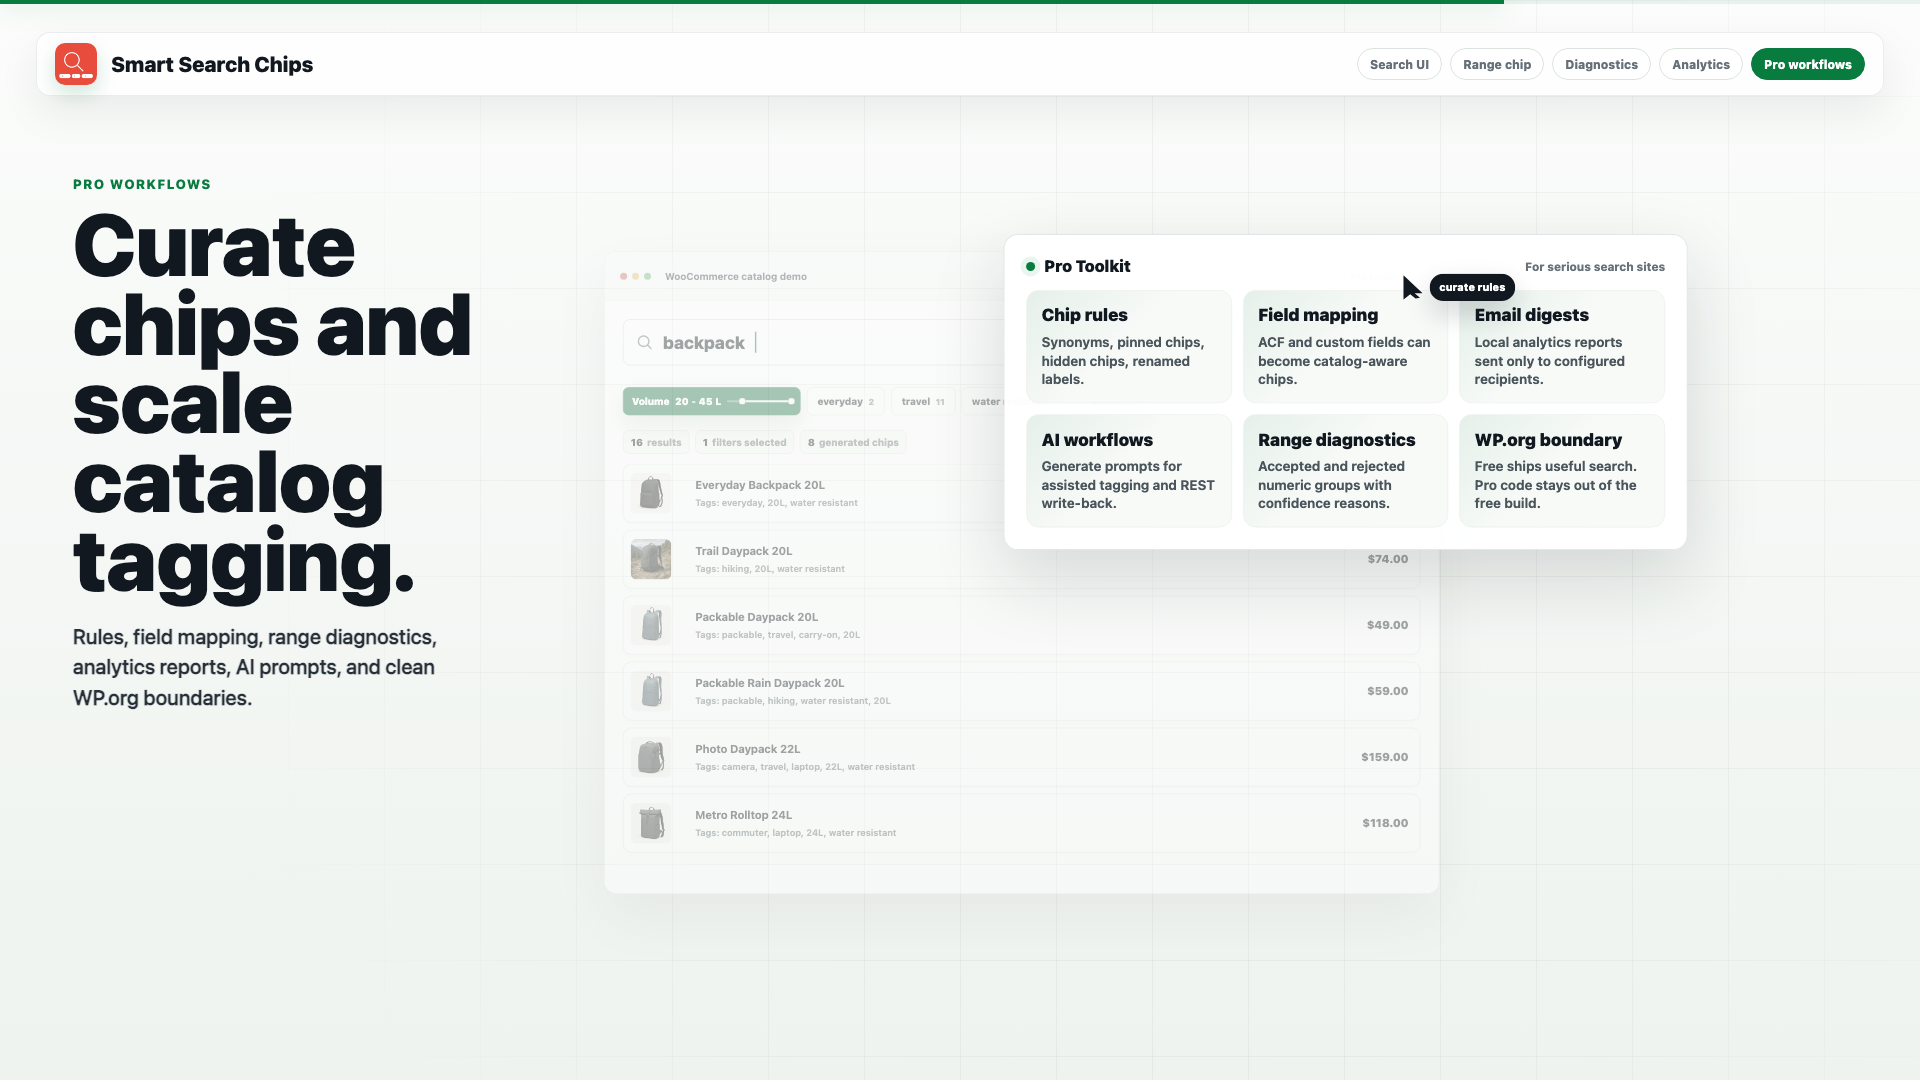 Smart Search Chips
Search UI
Range chip
Diagnostics
Analytics
Pro workflows
PRO WORKFLOWS
Curate
chips and
scale
catalog
tagging.
Rules, field mapping, range diagnostics,
analytics reports, AI prompts, and clean
WP.org boundaries.
WooCommerce catalog demo
backpack
Volume 20 - 45 L
everyday 2
travel 11
water
16 results
1 filters selected
8 generated chips
Everyday Backpack 20L
Tags: everyday, 20L, water resistant
Trail Daypack 20L
Tags: hiking, 20L, water resistant
$74.00
Packable Daypack 20L
Tags: packable, travel, carry-on, 20L
$49.00
Packable Rain Daypack 20L
Tags: packable, hiking, water resistant, 20L
$59.00
Photo Daypack 22L
Tags: camera, travel, laptop, 22L, water resistant
$159.00
Metro Rolltop 24L
Tags: commuter, laptop, 24L, water resistant
$118.00
Pro Toolkit
For serious search sites
curate rules
Chip rules
Synonyms, pinned chips,
hidden chips, renamed
labels.
Field mapping
ACF and custom fields can
become catalog-aware
chips.
Email digests
Local analytics reports
sent only to configured
recipients.
AI workflows
Generate prompts for
assisted tagging and REST
write-back.
Range diagnostics
Accepted and rejected
numeric groups with
confidence reasons.
WP.org boundary
Free ships useful search.
Pro code stays out of the
free build.